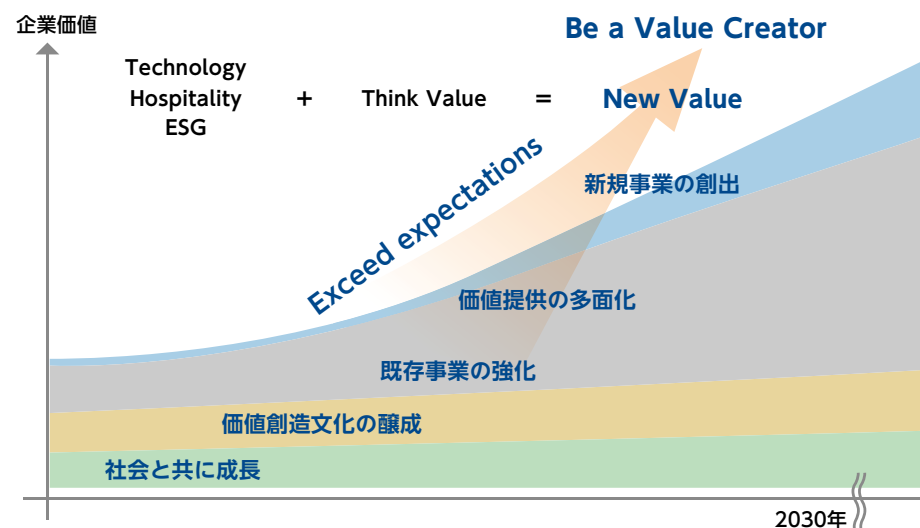 企業価値
Be a Value Creator
Technology
Hospitality
ESG
+
Think Value
=
New Value
Exceed expectations
新規事業の創出
価値提供の多面化
既存事業の強化
価値創造文化の醸成
社会と共に成長
2030年